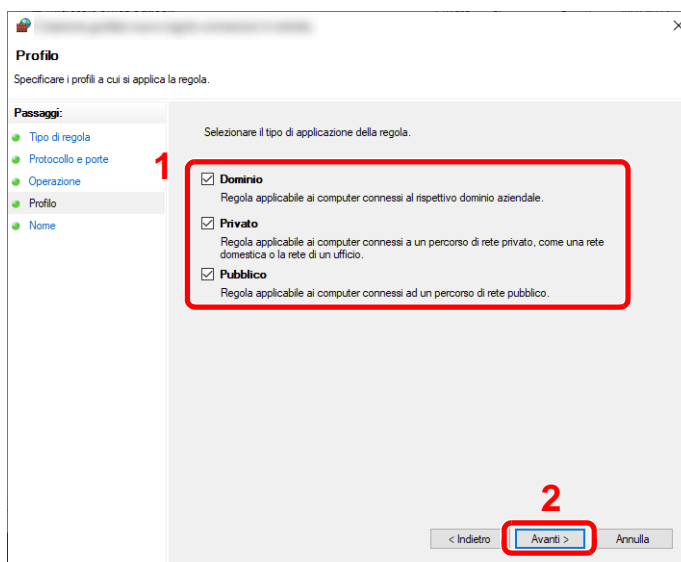 Profilo
Specificare i profili a cui si applica la regola.
Passaggi:
Tipo di regola
Protocollo e porte
Operazione
Profilo
Nome
Selezionare il tipo di applicazione della regola.
1
Dominio
Regola applicabile ai computer connessi al rispettivo dominio aziendale.
Privato
Regola applicabile ai computer connessi a un percorso di rete privato, come una rete
domestica o la rete di un ufficio.
Pubblico
Regola applicabile ai computer connessi ad un percorso di rete pubblico.
2
< Indietro
Avanti >
Annulla